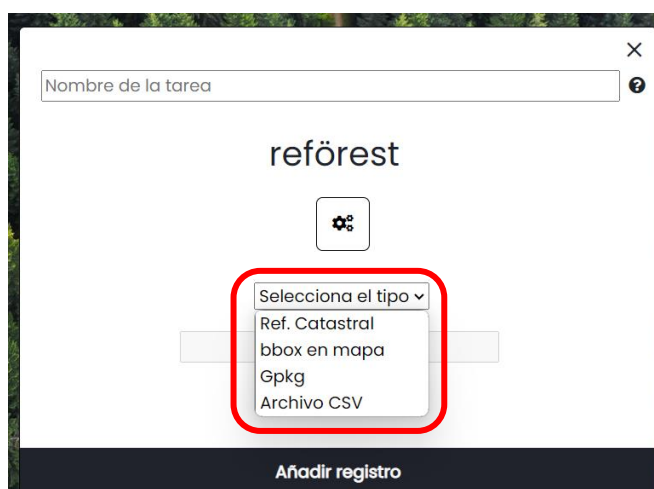 Nombre de la tarea
reförest
Selecciona el tipo
Ref. Catastral
bbox en mapa
Gpkg
Archivo CSV
Añadir registro